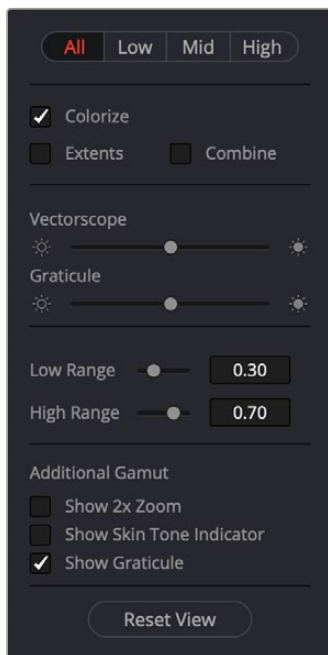 All Low Mid High
Colorize
Extents Combine
Vectorscope
Graticule
Low Range 0.30
High Range 0.70
Additional Gamut
Show 2x Zoom
Show Skin Tone Indicator
Show Graticule
Reset View